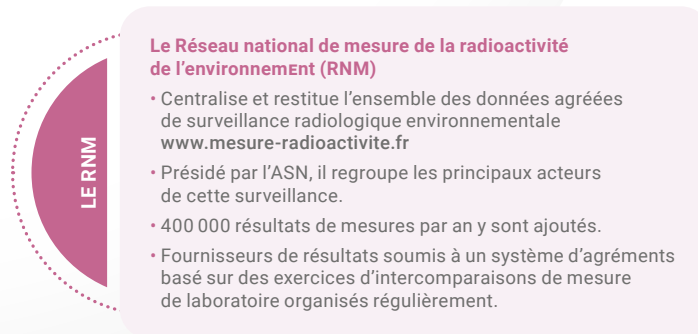 LE RNM
Le Réseau national de mesure de la radioactivité
de l'environnemEnt (RNM)
• Centralise et restitue l'ensemble des données agréées
de surveillance radiologique environnementale
www.mesure-radioactivite.fr
• Présidé par l'ASN, il regroupe les principaux acteurs
de cette surveillance.
• 400 000 résultats de mesures par an y sont ajoutés.
• Fournisseurs de résultats soumis à un système d'agréments
basé sur des exercices d'intercomparaisons de mesure
de laboratoire organisés régulièrement.